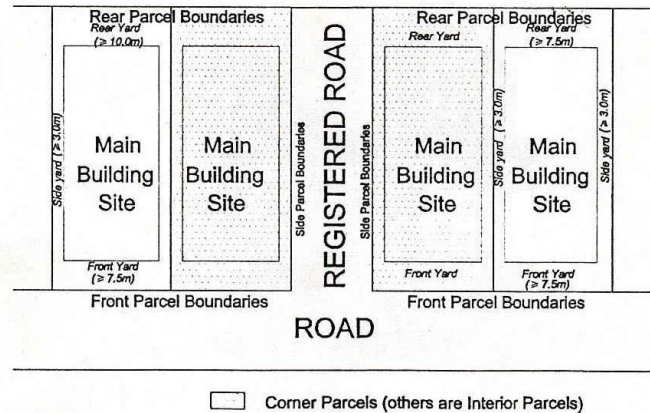 Rear Parcel Boundaries
Rear Yard
(≥ 10.0m)
Side yard (≥ 3.0m)
Main
Building
Site
Front Yard
(≥ 7.5m)
Main
Building
Site
Front Parcel Boundaries
Side Parcel Boundaries
REGISTERED ROAD
Side Parcel Boundaries
Rear Parcel Boundaries
Rear Yard
Main
Building
Site
Front Yard
Side yard (≥ 3.0m)
Rear Yard
(≥ 7.5m)
Main
Building
Site
Front Yard
(≥ 7.5m)
Side yard (≥ 3.0m)
Front Parcel Boundaries
ROAD
Corner Parcels (others are Interior Parcels)